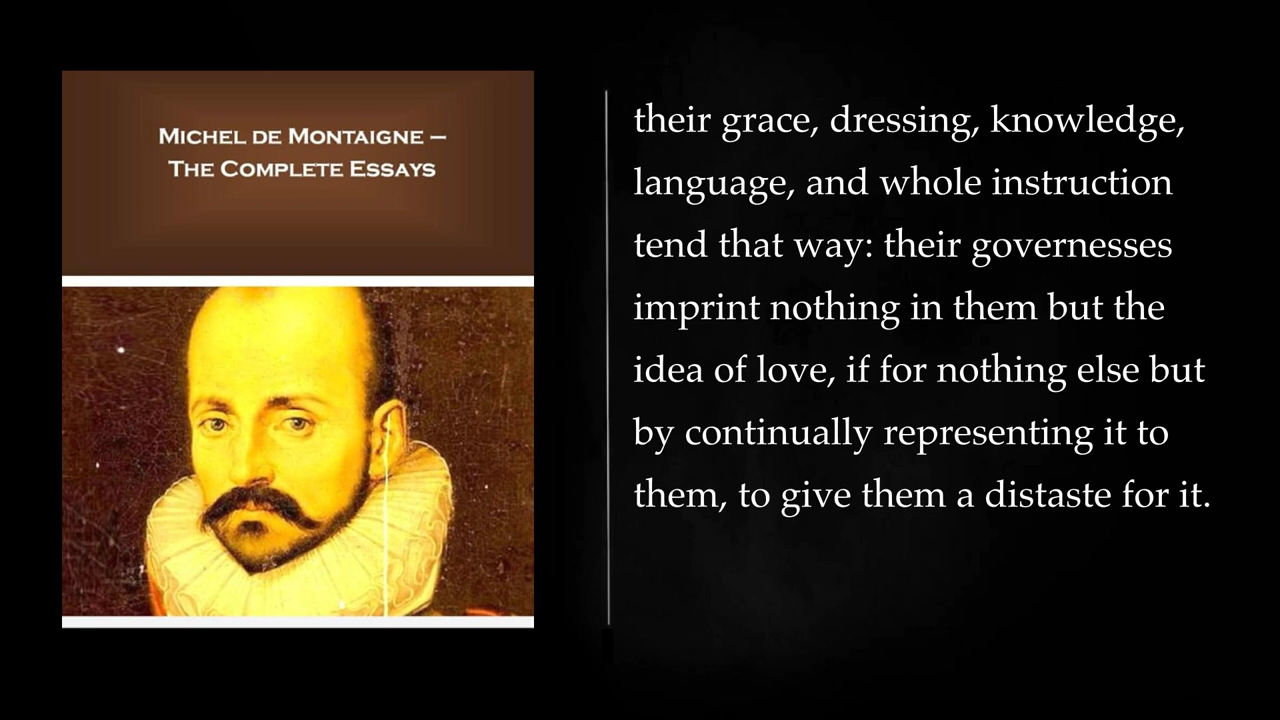 MICHEL DE MONTAIGNE –
THE COMPLETE ESSAYS
their grace, dressing, knowledge,
language, and whole instruction
tend that way: their governesses
imprint nothing in them but the
idea of love, if for nothing else but
by continually representing it to
them, to give them a distaste for it.